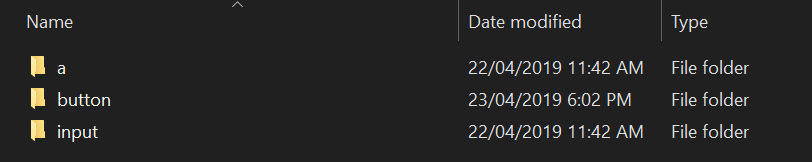 Name Date modified Type
a 22/04/2019 11:42 AM File folder
button 23/04/2019 6:02 PM File folder
input 22/04/2019 11:42 AM File folder